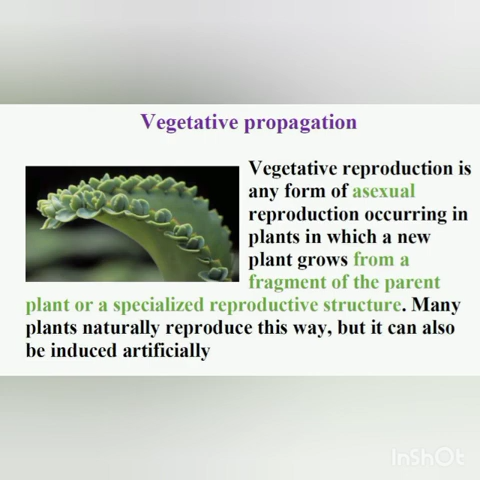 Vegetative propagation
Vegetative reproduction is
any form of asexual
reproduction occurring in
plants in which a new
plant grows from a
fragment of the parent
plant or a specialized reproductive structure. Many
plants naturally reproduce this way, but it can also
be induced artificially
InShOt